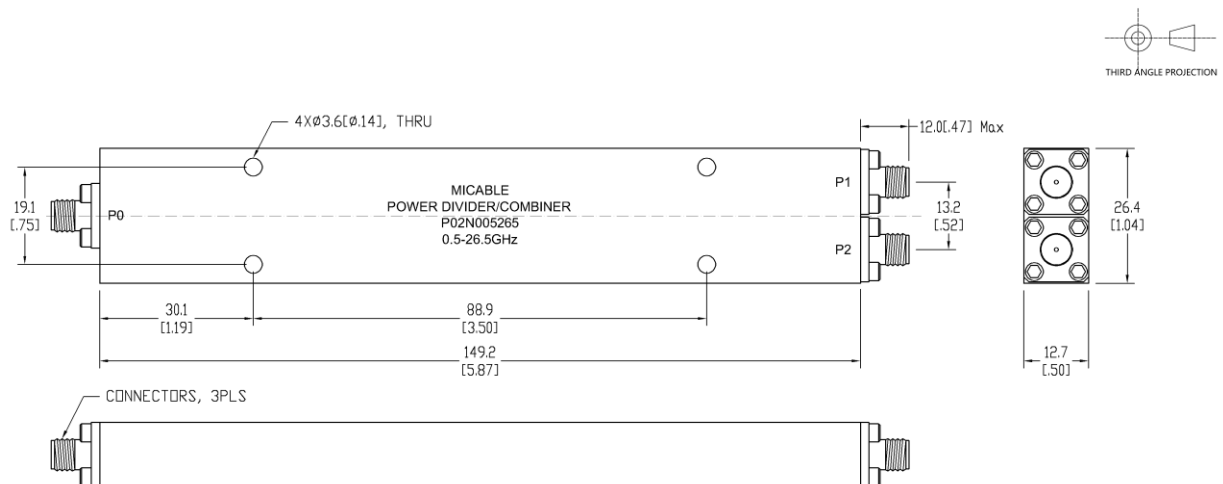 THIRD ANGLE PROJECTION
4XØ3.6[Ø.14], THRU
12.0[.47] Max
19.1
[.75]
P0
MICABLE
POWER DIVIDER/COMBINER
P02N005265
0.5-26.5GHz
P1
P2
13.2
[.52]
26.4
[1.04]
30.1
[1.19]
88.9
[3.50]
149.2
[5.87]
12.7
[.50]
CONNECTORS, 3PLS